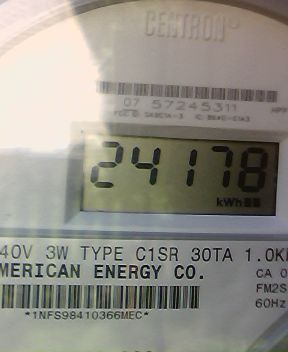 CENTRON®
07 57245311
24178
kWh
40V 3W TYPE C1SR 30TA 1.0K
MERICAN ENERGY CO.
CA 0
FM2S
60Hz
*1NFS98410366MEC*